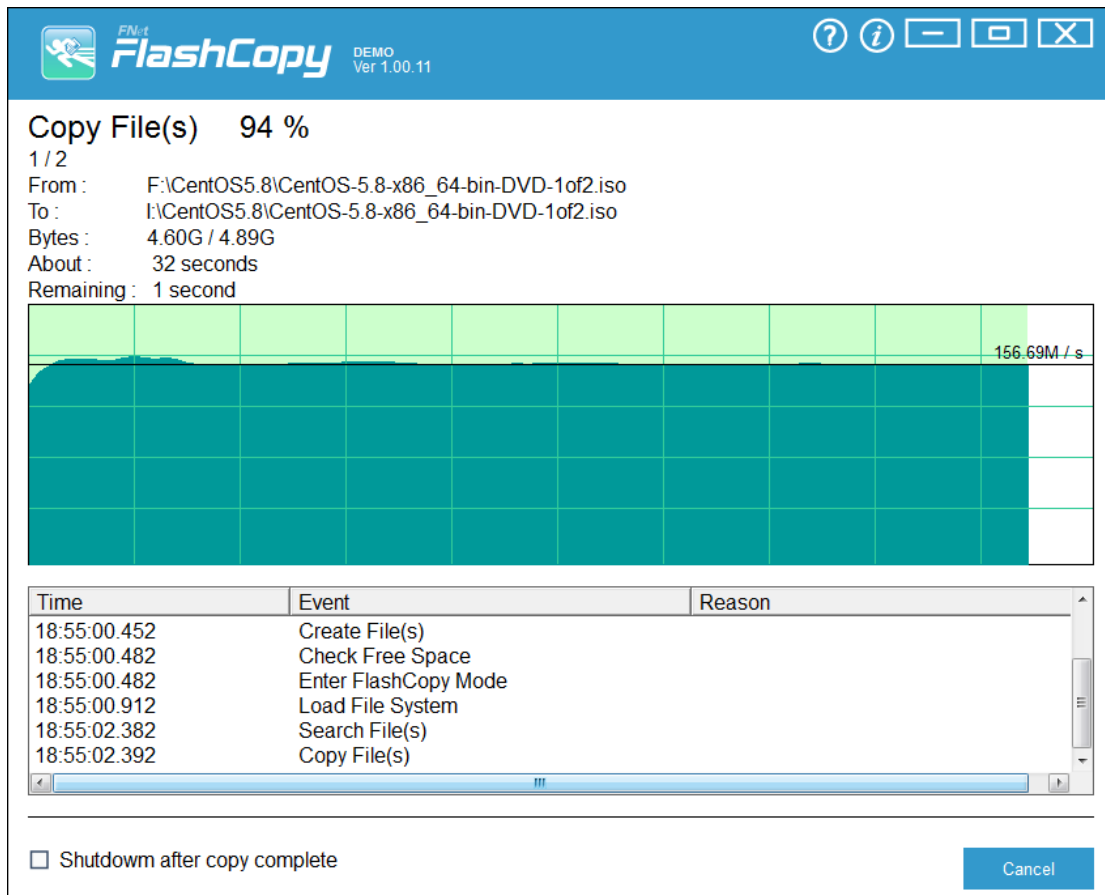 FNet
FlashCopy DEMO
Ver 1.00.11
Copy File(s) 94 %
1 / 2
From : F:\CentOS5.8\CentOS-5.8-x86_64-bin-DVD-1of2.iso
To : I:\CentOS5.8\CentOS-5.8-x86_64-bin-DVD-1of2.iso
Bytes : 4.60G / 4.89G
About : 32 seconds
Remaining : 1 second
156.69M / s
Time Event Reason
18:55:00.452 Create File(s)
18:55:00.482 Check Free Space
18:55:00.482 Enter FlashCopy Mode
18:55:00.912 Load File System
18:55:02.382 Search File(s)
18:55:02.392 Copy File(s)
Shutdowm after copy complete
Cancel